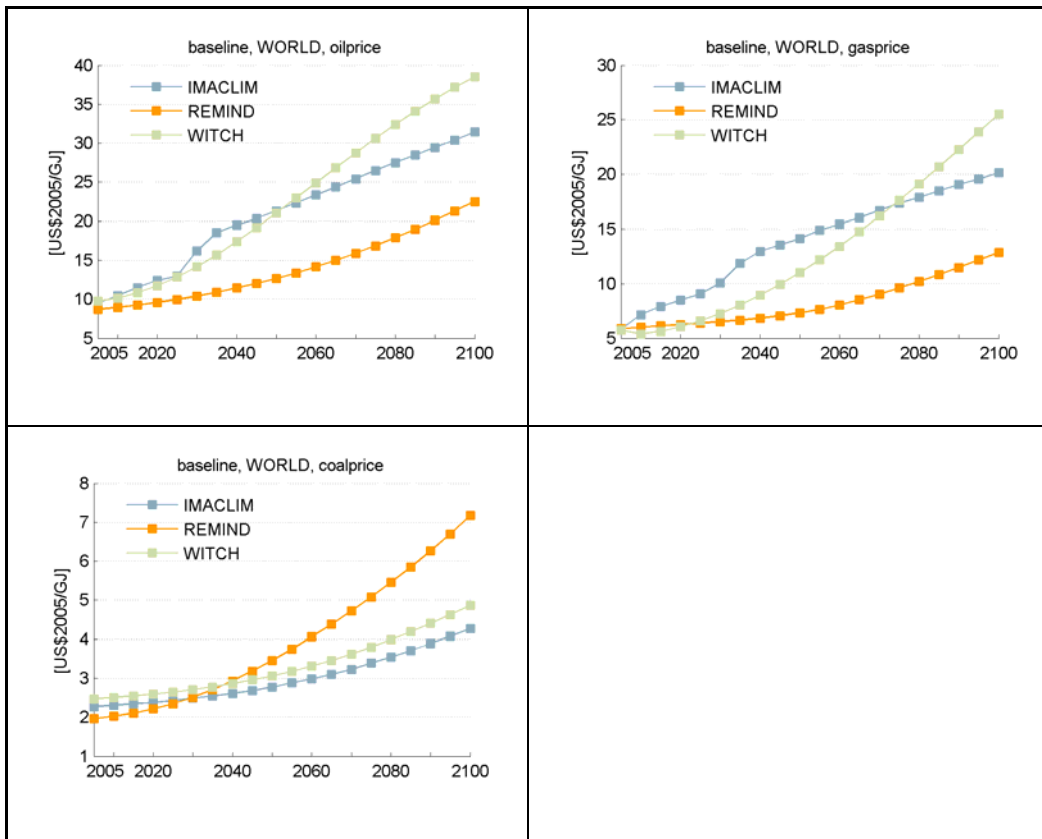 baseline, WORLD, oilprice
40
35
30
25
20
15
10
5
[US$2005/GJ]
IMACLIM
REMIND
WITCH
2005 2020 2040 2060 2080 2100
baseline, WORLD, gasprice
30
25
20
15
10
5
[US$2005/GJ]
IMACLIM
REMIND
WITCH
2005 2020 2040 2060 2080 2100
baseline, WORLD, coalprice
8
7
6
5
4
3
2
1
[US$2005/GJ]
IMACLIM
REMIND
WITCH
2005 2020 2040 2060 2080 2100